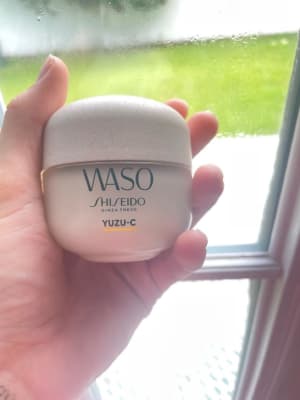 WASO
SHISEIDO
GINZA TOKYO
YUZU-C